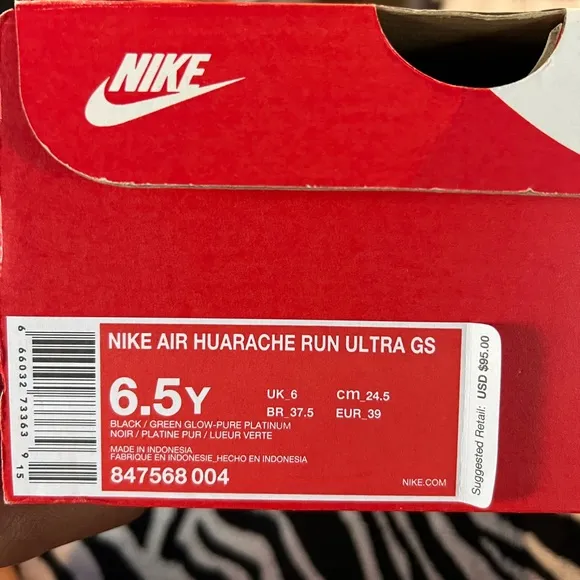 NIKE
NIKE AIR HUARACHE RUN ULTRA GS
6.5Y
UK_6
cm_24.5
BR_37.5
EUR_39
BLACK / GREEN GLOW-PURE PLATINUM
NOIR / PLATINE PUR / LUEUR VERTE
MADE IN INDONESIA
FABRIQUE EN INDONESIE_HECHO EN INDONESIA
847568 004
NIKE.COM
6 66032 73363 9 15
Suggested Retail: USD $95.00